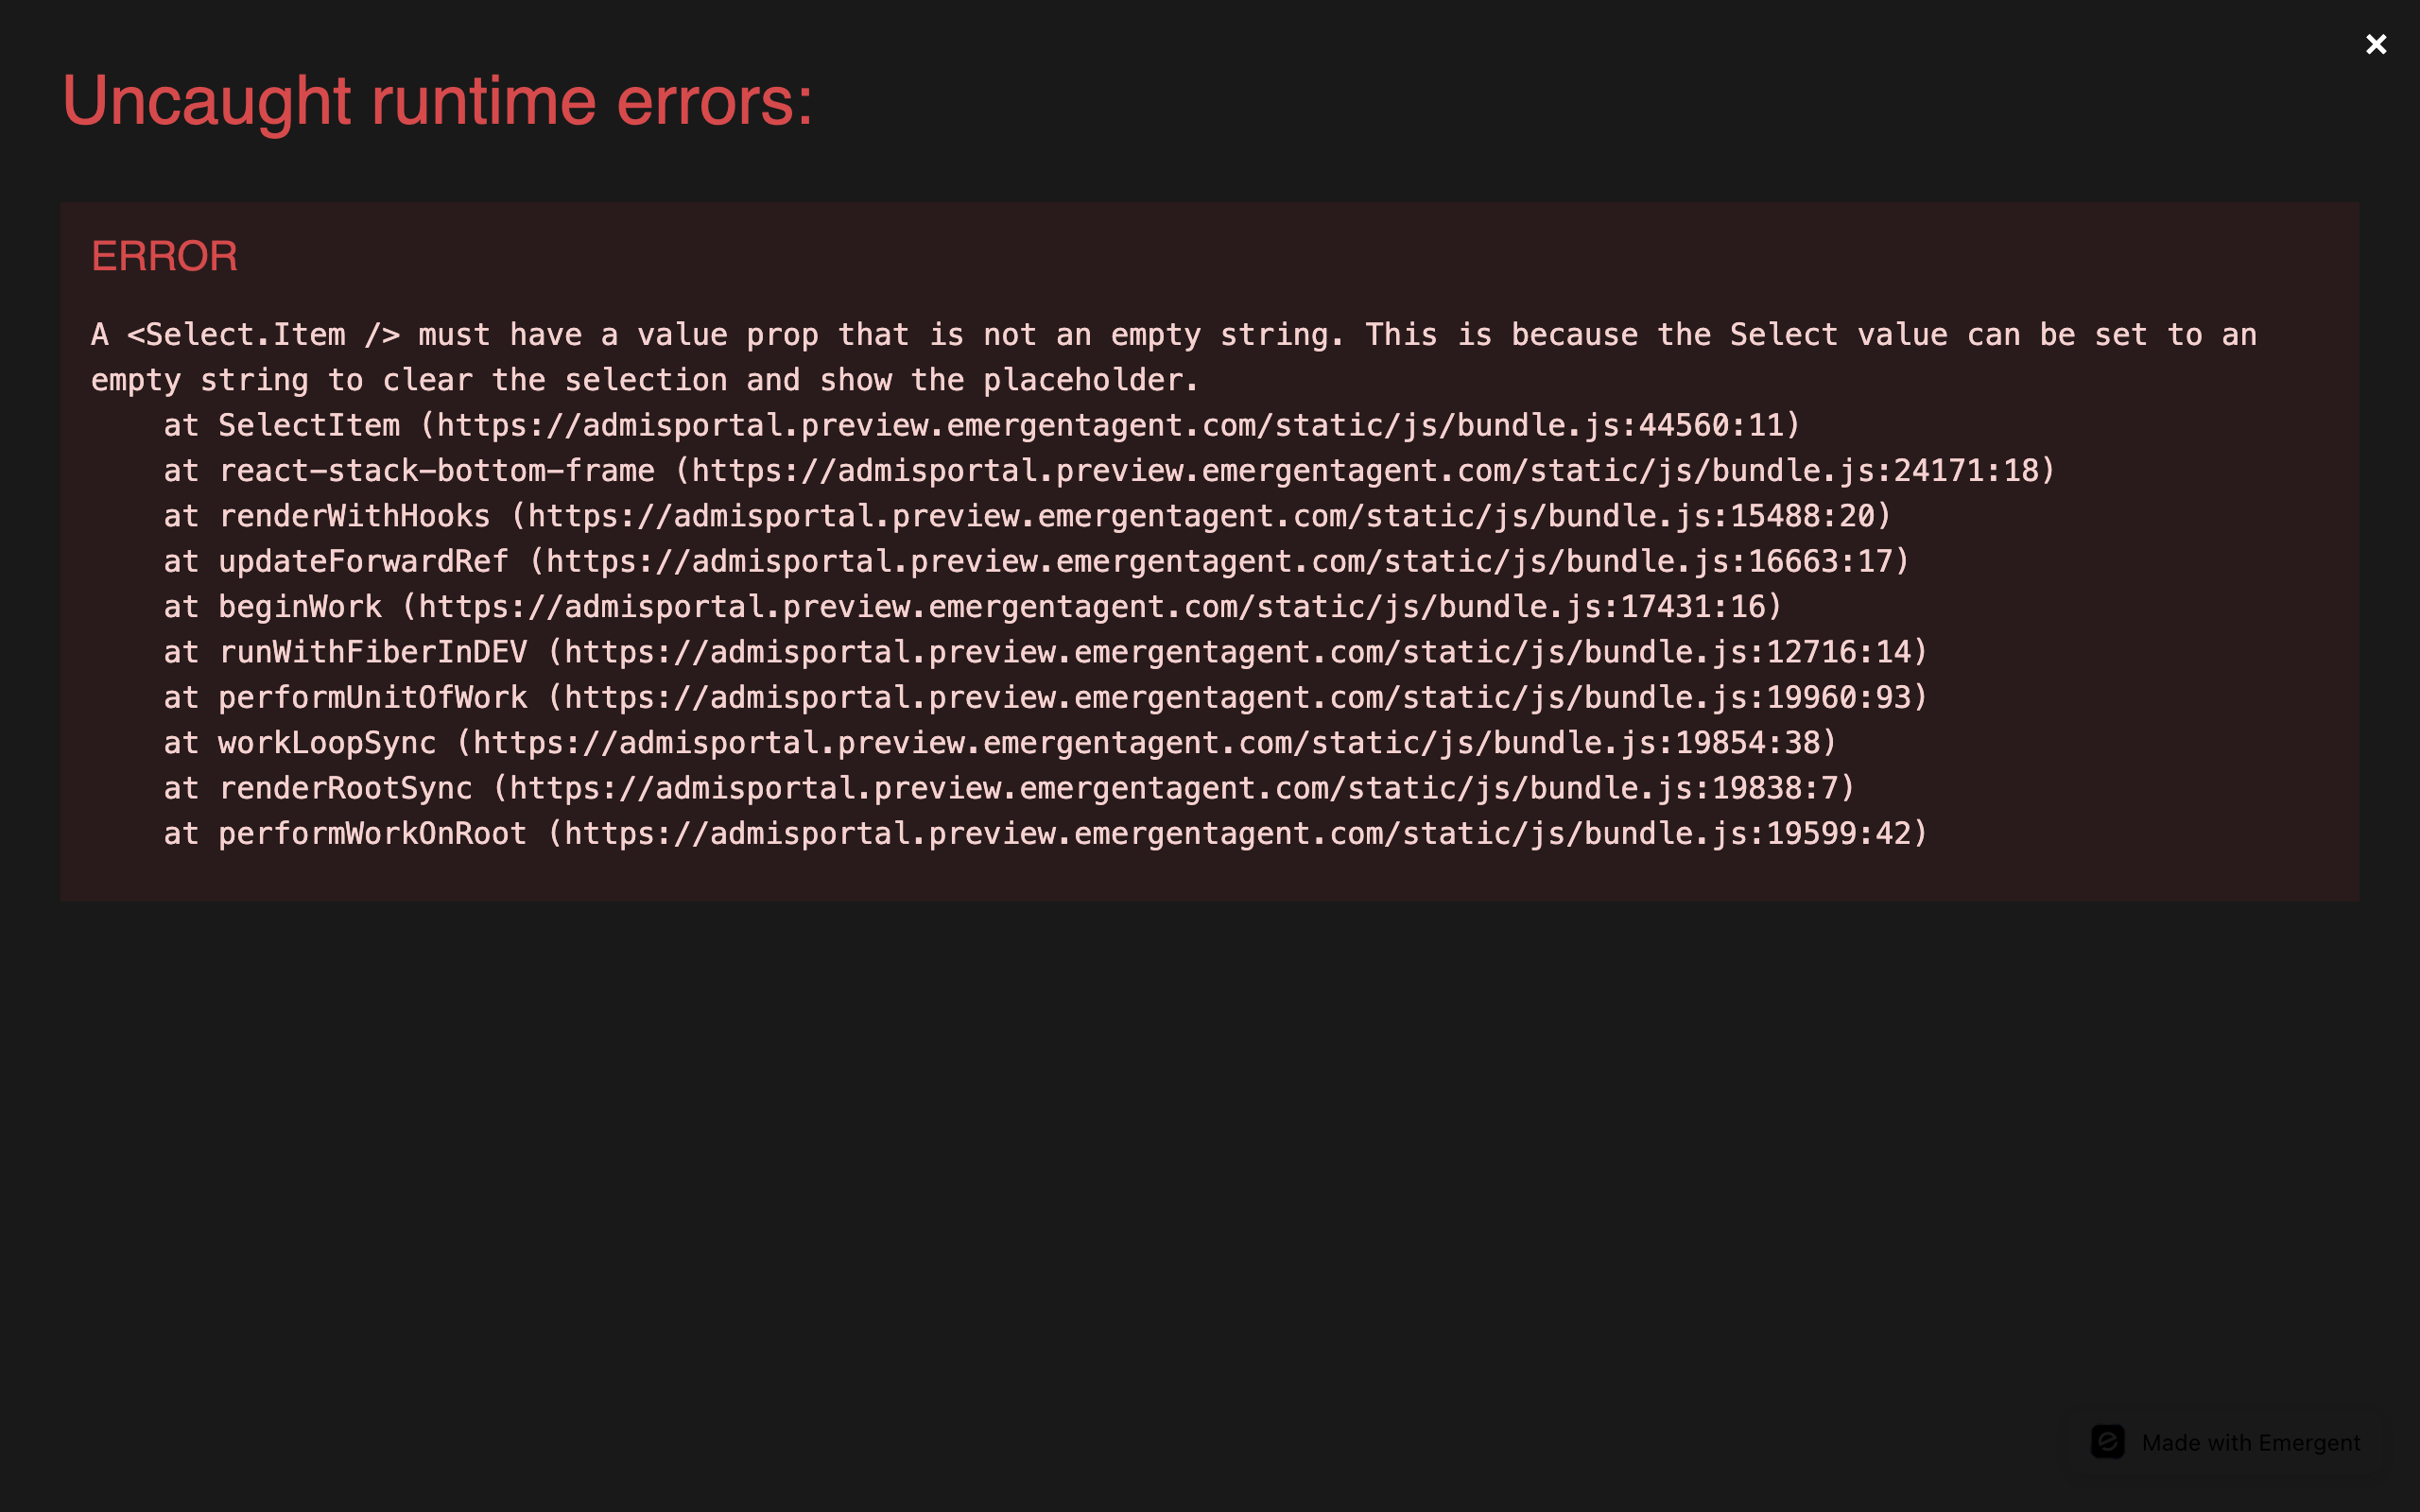 Uncaught runtime errors:
×
ERROR
A <Select.Item /> must have a value prop that is not an empty string. This is because the Select value can be set to an
empty string to clear the selection and show the placeholder.
    at SelectItem (https://admisportal.preview.emergentagent.com/static/js/bundle.js:44560:11)
    at react-stack-bottom-frame (https://admisportal.preview.emergentagent.com/static/js/bundle.js:24171:18)
    at renderWithHooks (https://admisportal.preview.emergentagent.com/static/js/bundle.js:15488:20)
    at updateForwardRef (https://admisportal.preview.emergentagent.com/static/js/bundle.js:16663:17)
    at beginWork (https://admisportal.preview.emergentagent.com/static/js/bundle.js:17431:16)
    at runWithFiberInDEV (https://admisportal.preview.emergentagent.com/static/js/bundle.js:12716:14)
    at performUnitOfWork (https://admisportal.preview.emergentagent.com/static/js/bundle.js:19960:93)
    at workLoopSync (https://admisportal.preview.emergentagent.com/static/js/bundle.js:19854:38)
    at renderRootSync (https://admisportal.preview.emergentagent.com/static/js/bundle.js:19838:7)
    at performWorkOnRoot (https://admisportal.preview.emergentagent.com/static/js/bundle.js:19599:42)
Made with Emergent